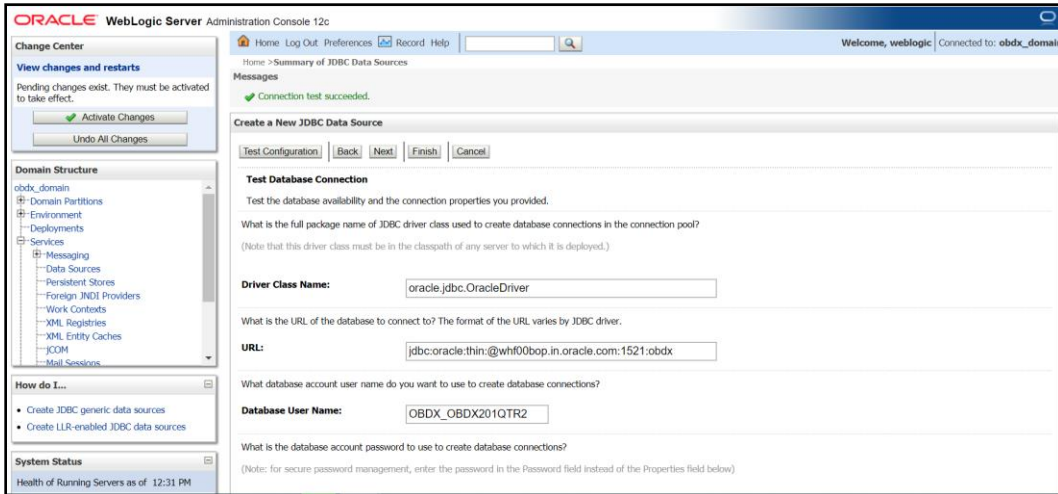 ORACLE WebLogic Server Administration Console 12c
Change Center
View changes and restarts
Pending changes exist. They must be activated
to take effect.
Activate Changes
Undo All Changes
Domain Structure
obdx_domain
Domain Partitions
Environment
Deployments
Services
Messaging
Data Sources
Persistent Stores
Foreign JNDI Providers
Work Contexts
XML Registries
XML Entity Caches
jCOM
Mail Sessions
How do I...
Create JDBC generic data sources
Create LLR-enabled JDBC data sources
System Status
Health of Running Servers as of 12:31 PM
Home Log Out Preferences Record Help
Welcome, weblogic Connected to: obdx_domain
Home >Summary of JDBC Data Sources
Messages
Connection test succeeded.
Create a New JDBC Data Source
Test Configuration Back Next Finish Cancel
Test Database Connection
Test the database availability and the connection properties you provided.
What is the full package name of JDBC driver class used to create database connections in the connection pool?
(Note that this driver class must be in the classpath of any server to which it is deployed.)
Driver Class Name: oracle.jdbc.OracleDriver
What is the URL of the database to connect to? The format of the URL varies by JDBC driver.
URL: jdbc:oracle:thin:@whf00bop.in.oracle.com:1521:obdx
What database account user name do you want to use to create database connections?
Database User Name: OBDX_OBDX201QTR2
What is the database account password to use to create database connections?
(Note: for secure password management, enter the password in the Password field instead of the Properties field below)